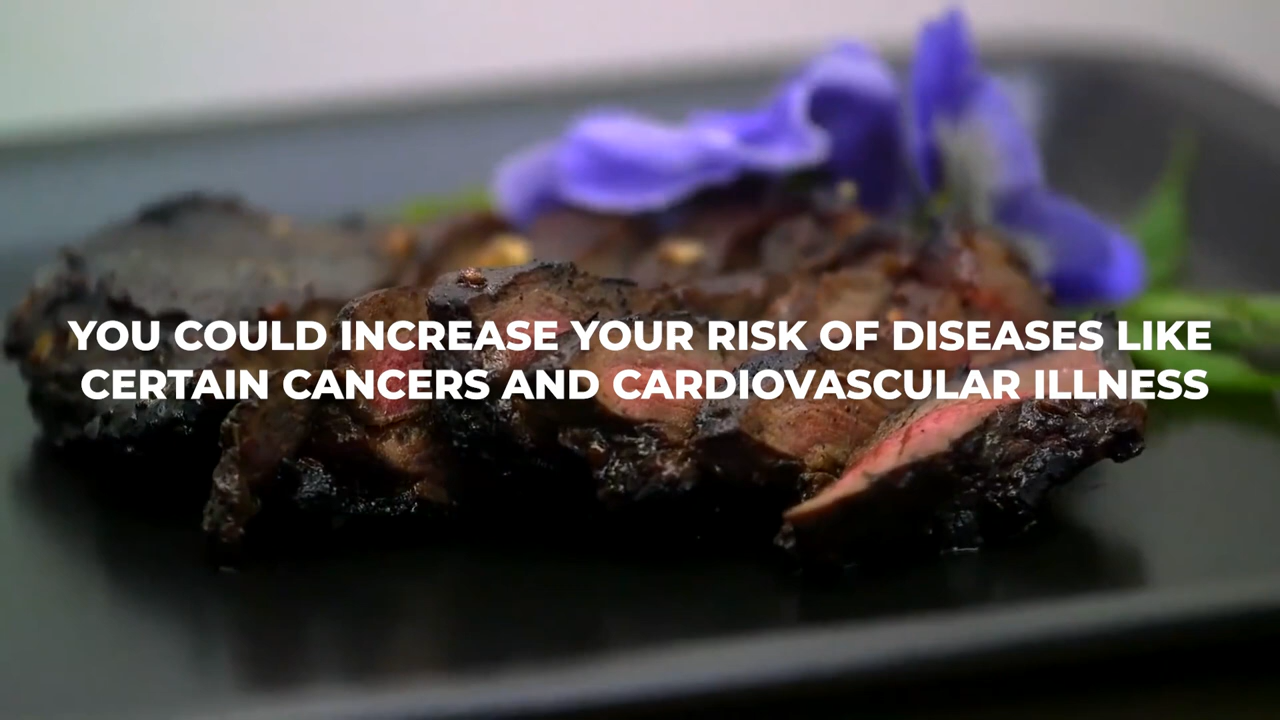 YOU COULD INCREASE YOUR RISK OF DISEASES LIKE
CERTAIN CANCERS AND CARDIOVASCULAR ILLNESS